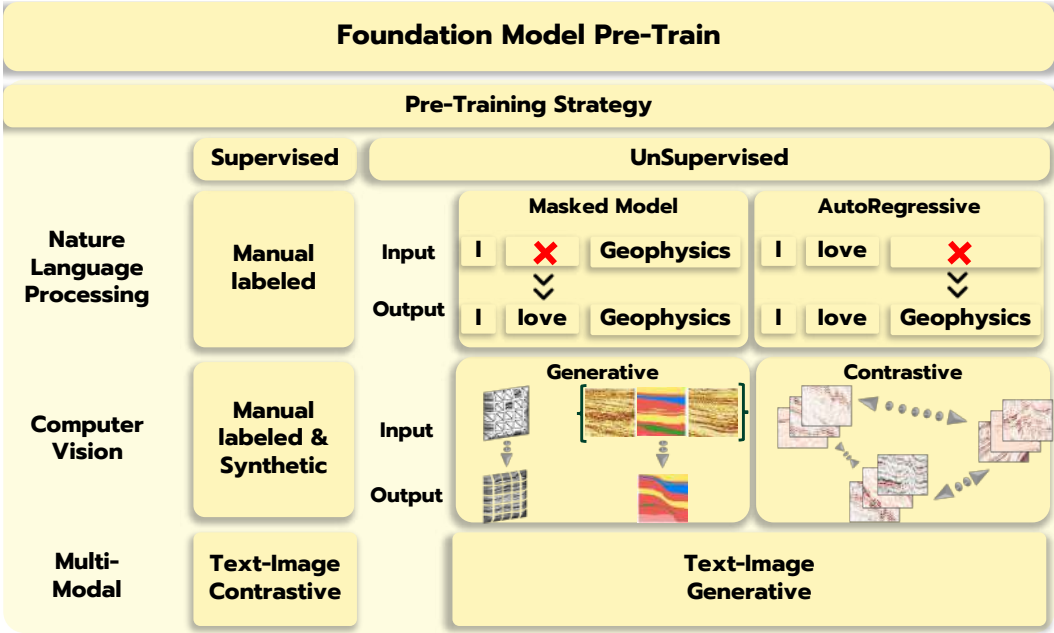 Foundation Model Pre-Train
Pre-Training Strategy
Supervised
UnSupervised
Nature
Language
Processing
Manual
labeled
Input
Output
Masked Model
I
Geophysics
I love Geophysics
AutoRegressive
I love
I love Geophysics
Computer
Vision
Manual
labeled &
Synthetic
Input
Output
Generative
Contrastive
Multi-
Modal
Text-Image
Contrastive
Text-Image
Generative